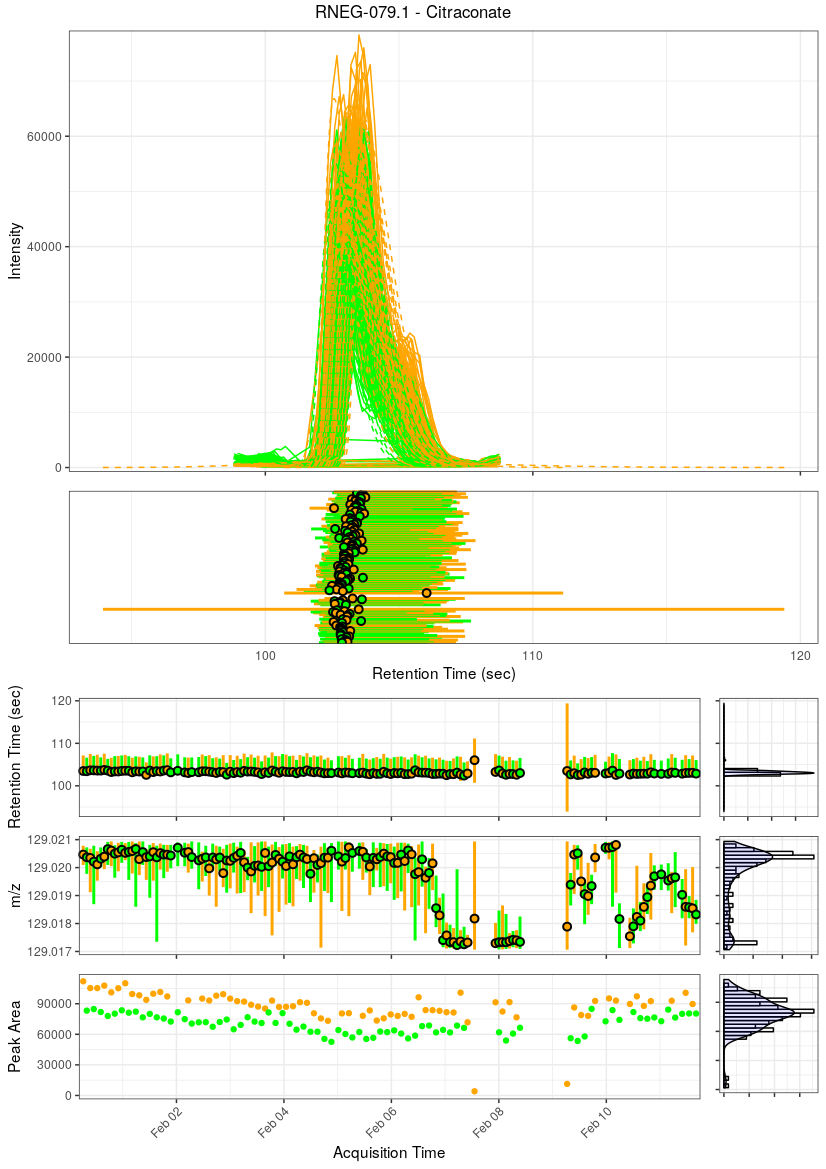 RNEG-079.1 - Citraconate
60000
40000
20000
0
Intensity
100
110
120
Retention Time (sec)
120
110
100
Retention Time (sec)
129.021
129.020
129.019
129.018
129.017
m/z
90000
60000
30000
0
Peak Area
Feb 02
Feb 04
Feb 06
Feb 08
Feb 10
Acquisition Time